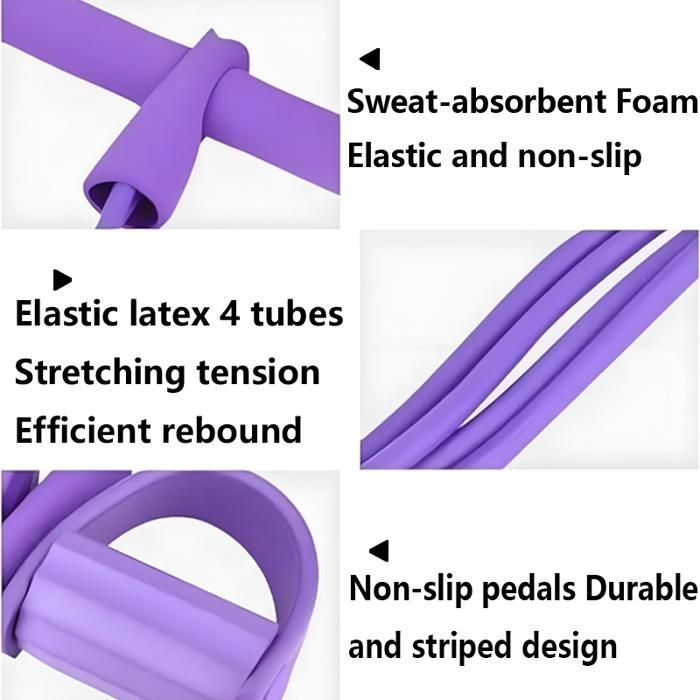 Sweat-absorbent Foam
Elastic and non-slip
Elastic latex 4 tubes
Stretching tension
Efficient rebound
Non-slip pedals Durable
and striped design